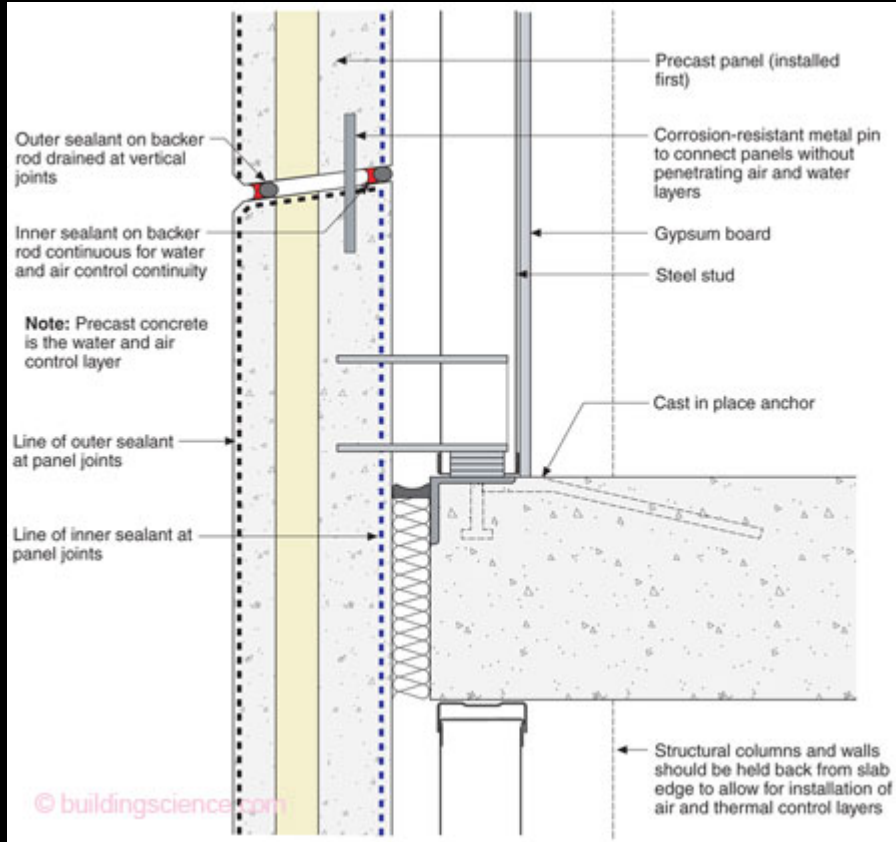 Precast panel (installed
first)
Outer sealant on backer
rod drained at vertical
joints
Corrosion-resistant metal pin
to connect panels without
penetrating air and water
layers
Inner sealant on backer
rod continuous for water
and air control continuity
Gypsum board
Steel stud
Note: Precast concrete
is the water and air
control layer
Cast in place anchor
Line of outer sealant
at panel joints
Line of inner sealant at
panel joints
Structural columns and walls
should be held back from slab
edge to allow for installation of
air and thermal control layers
© buildingscience.com